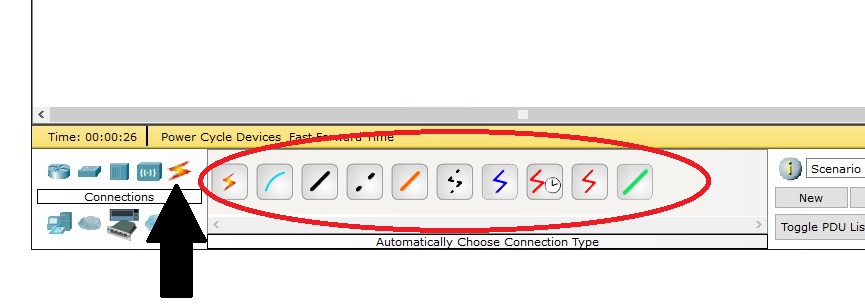 Time: 00:00:26
Power Cycle Devices Fast Forward Time
Connections
Automatically Choose Connection Type
Scenario
New
Toggle PDU Lis